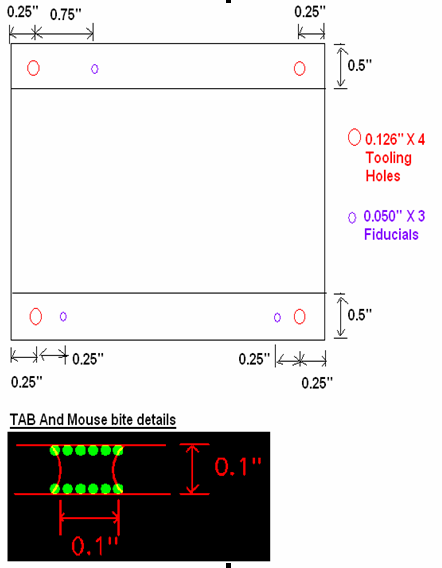 0.25"
0.75"
0.25"
0.5"
0.126" X 4
Tooling
Holes
0.050" X 3
Fiducials
0.5"
0.25"
0.25"
0.25"
0.25"
TAB And Mouse bite details
0.1"
0.1"